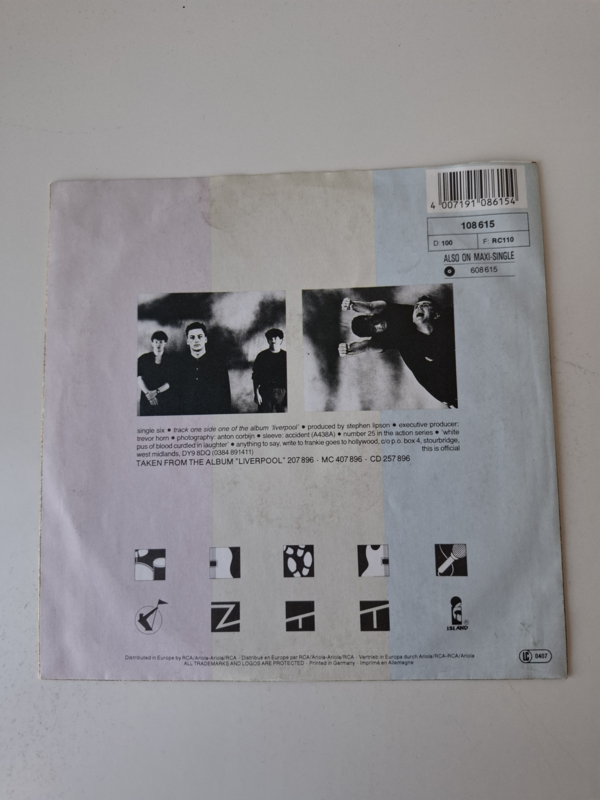 4 007191 086154
108 615
D 100 F RC110
ALSO ON MAXI-SINGLE
608 615
single six ● track one side one of the album 'liverpool' ● produced by stephen lipson ● executive producer:
trevor horn ● photography: anton corbijn ● sleeve: accident (A438A) ● number 25 in the action series ● 'white
pus of blood curdled in laughter' ● anything to say, write to frankie goes to hollywood, c/o p.o. box 4, stourbridge,
west midlands, DY9 8DQ (0384 891411) this is official
TAKEN FROM THE ALBUM "LIVERPOOL" 207 896 - MC 407 896 - CD 257 896
Z T T
ISLAND
Distributed in Europe by RCA/Ariola-Ariola/RCA · Distribué en Europe par RCA/Ariola-Ariola/RCA · Vertrieb in Europa durch Ariola/RCA-RCA/Ariola
ALL TRADEMARKS AND LOGOS ARE PROTECTED · Printed in Germany · Imprimé en Allemagne
LC 0407